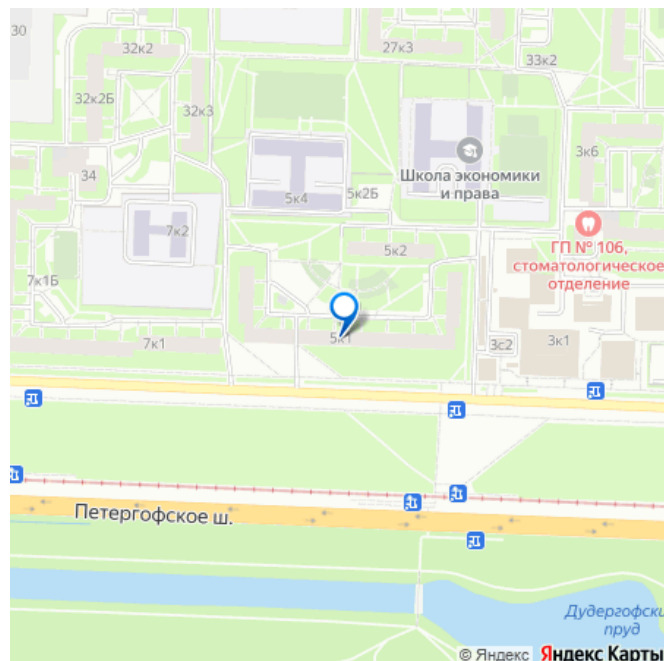 30
32к2
27к3
33к2
32к2Б
32к3
3к6
Школа экономики
и права
34
5к4
5к2Б
7к2
ГП № 106,
стоматологическое
отделение
5к2
7к1Б
7к1
5к1
3с2
3к1
Петергофское ш.
Дудергофски
пруд
© Яндекс Яндекс Карты